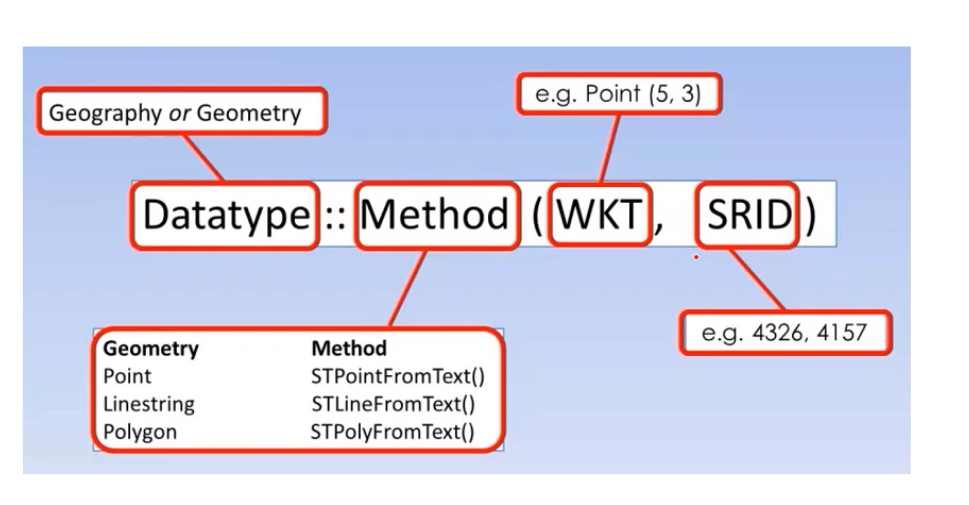 Geography or Geometry
e.g. Point (5, 3)
Datatype :: Method (WKT, SRID)
e.g. 4326, 4157
Geometry Method
Point STPointFromText()
Linestring STLineFromText()
Polygon STPolyFromText()